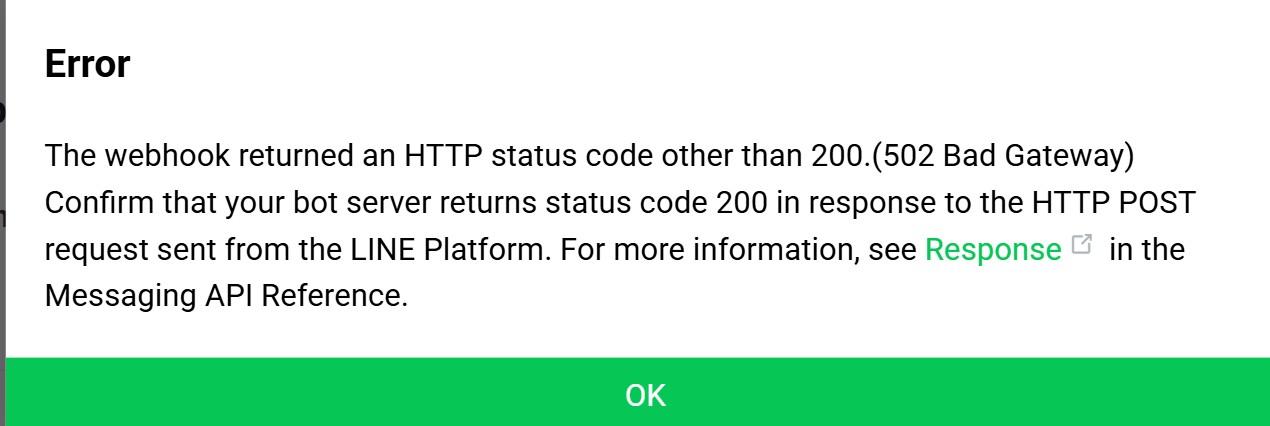 Error
The webhook returned an HTTP status code other than 200.(502 Bad Gateway)
Confirm that your bot server returns status code 200 in response to the HTTP POST
request sent from the LINE Platform. For more information, see Response in the
Messaging API Reference.
OK